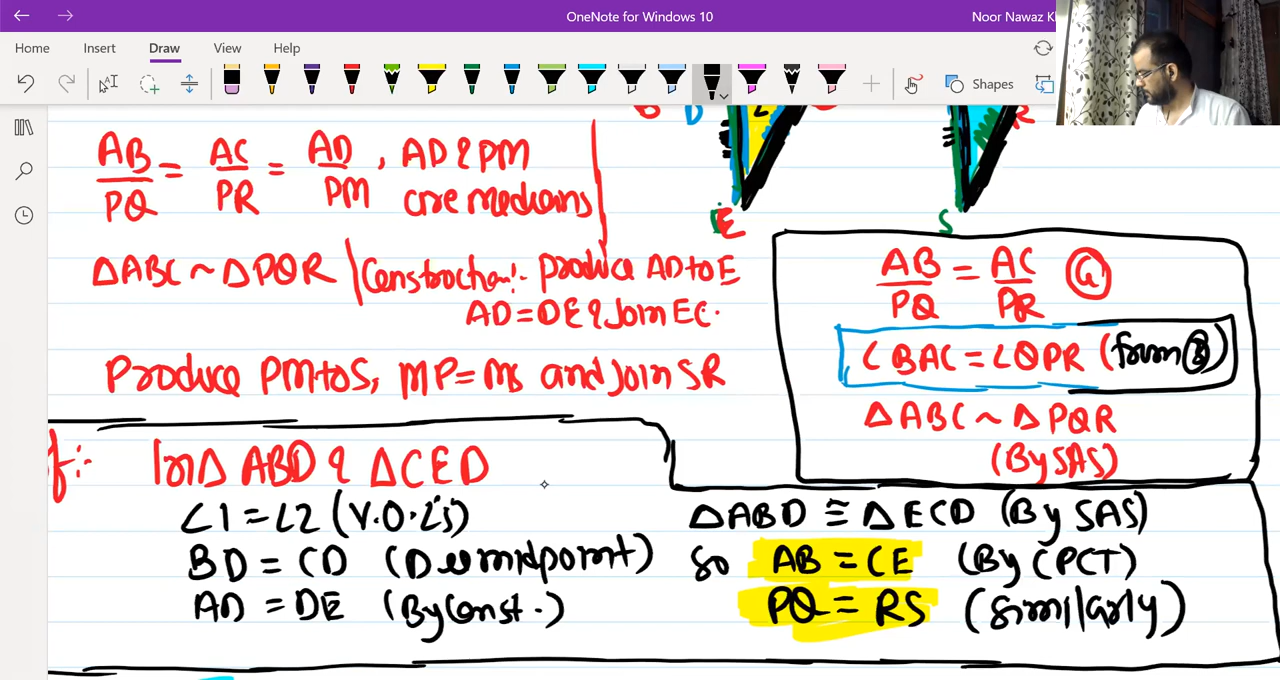 OneNote for Windows 10
Noor Nawaz Kh
Home Insert Draw View Help
Shapes
B D
R
2
E
S
AB/PQ = AC/PR = AD/PM , AD & PM
are Medians
ΔABC ~ ΔPQR / Construction:- Produce AD to E
AD = DE & Join EC.
Produce PM to S, MP = MS and join SR
AB/PQ = AC/PR (a)
∠BAC = ∠QPR (from (B))
ΔABC ~ ΔPQR
(By SAS)
f:- In Δ ABD & ΔCED
∠1 = ∠2 (V.O.∠s)
BD = CD (D is midpoint)
AD = DE (By Const.)
ΔABD ≅ ΔECD (By SAS)
So AB = CE (By CPCT)
PQ = RS (Similarly)